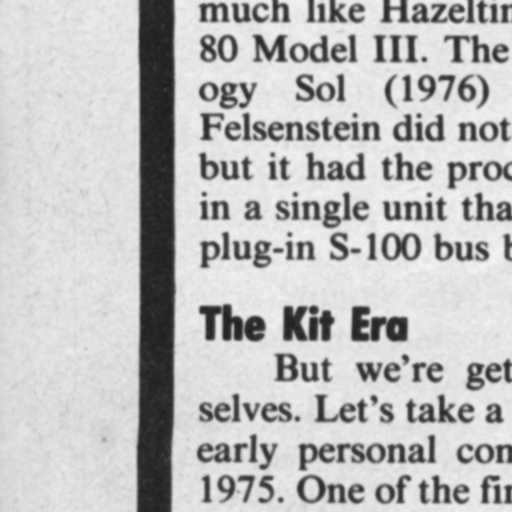 much like Hazeltin
80 Model III. The
ogy Sol (1976)
Felsenstein did not
but it had the proc
in a single unit tha
plug-in S-100 bus b
The Kit Era
But we're get
selves. Let's take a
early personal com
1975. One of the fir